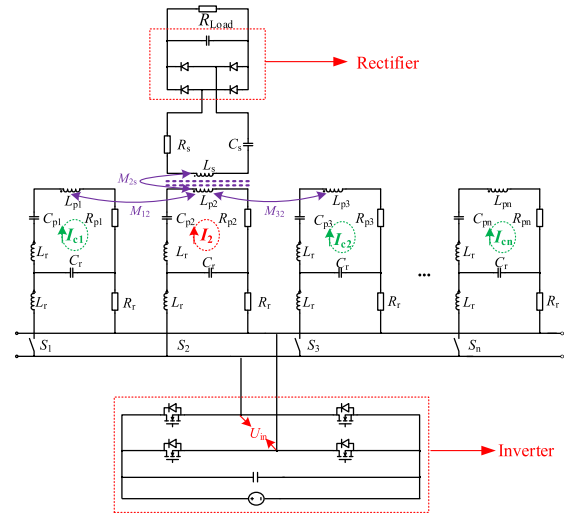 R_Load
Rectifier
R_s C_s
L_s
M_2s
L_p1 L_p2 L_p3 L_pn
M_12 M_32
C_p1 R_p1 C_p2 R_p2 C_p3 R_p3 C_pn R_pn
I_c1 I_2 I_c2 I_cn
L_r C_r L_r C_r L_r C_r ... L_r C_r
L_r R_r L_r R_r L_r R_r L_r R_r
S_1 S_2 S_3 S_n
U_in
Inverter